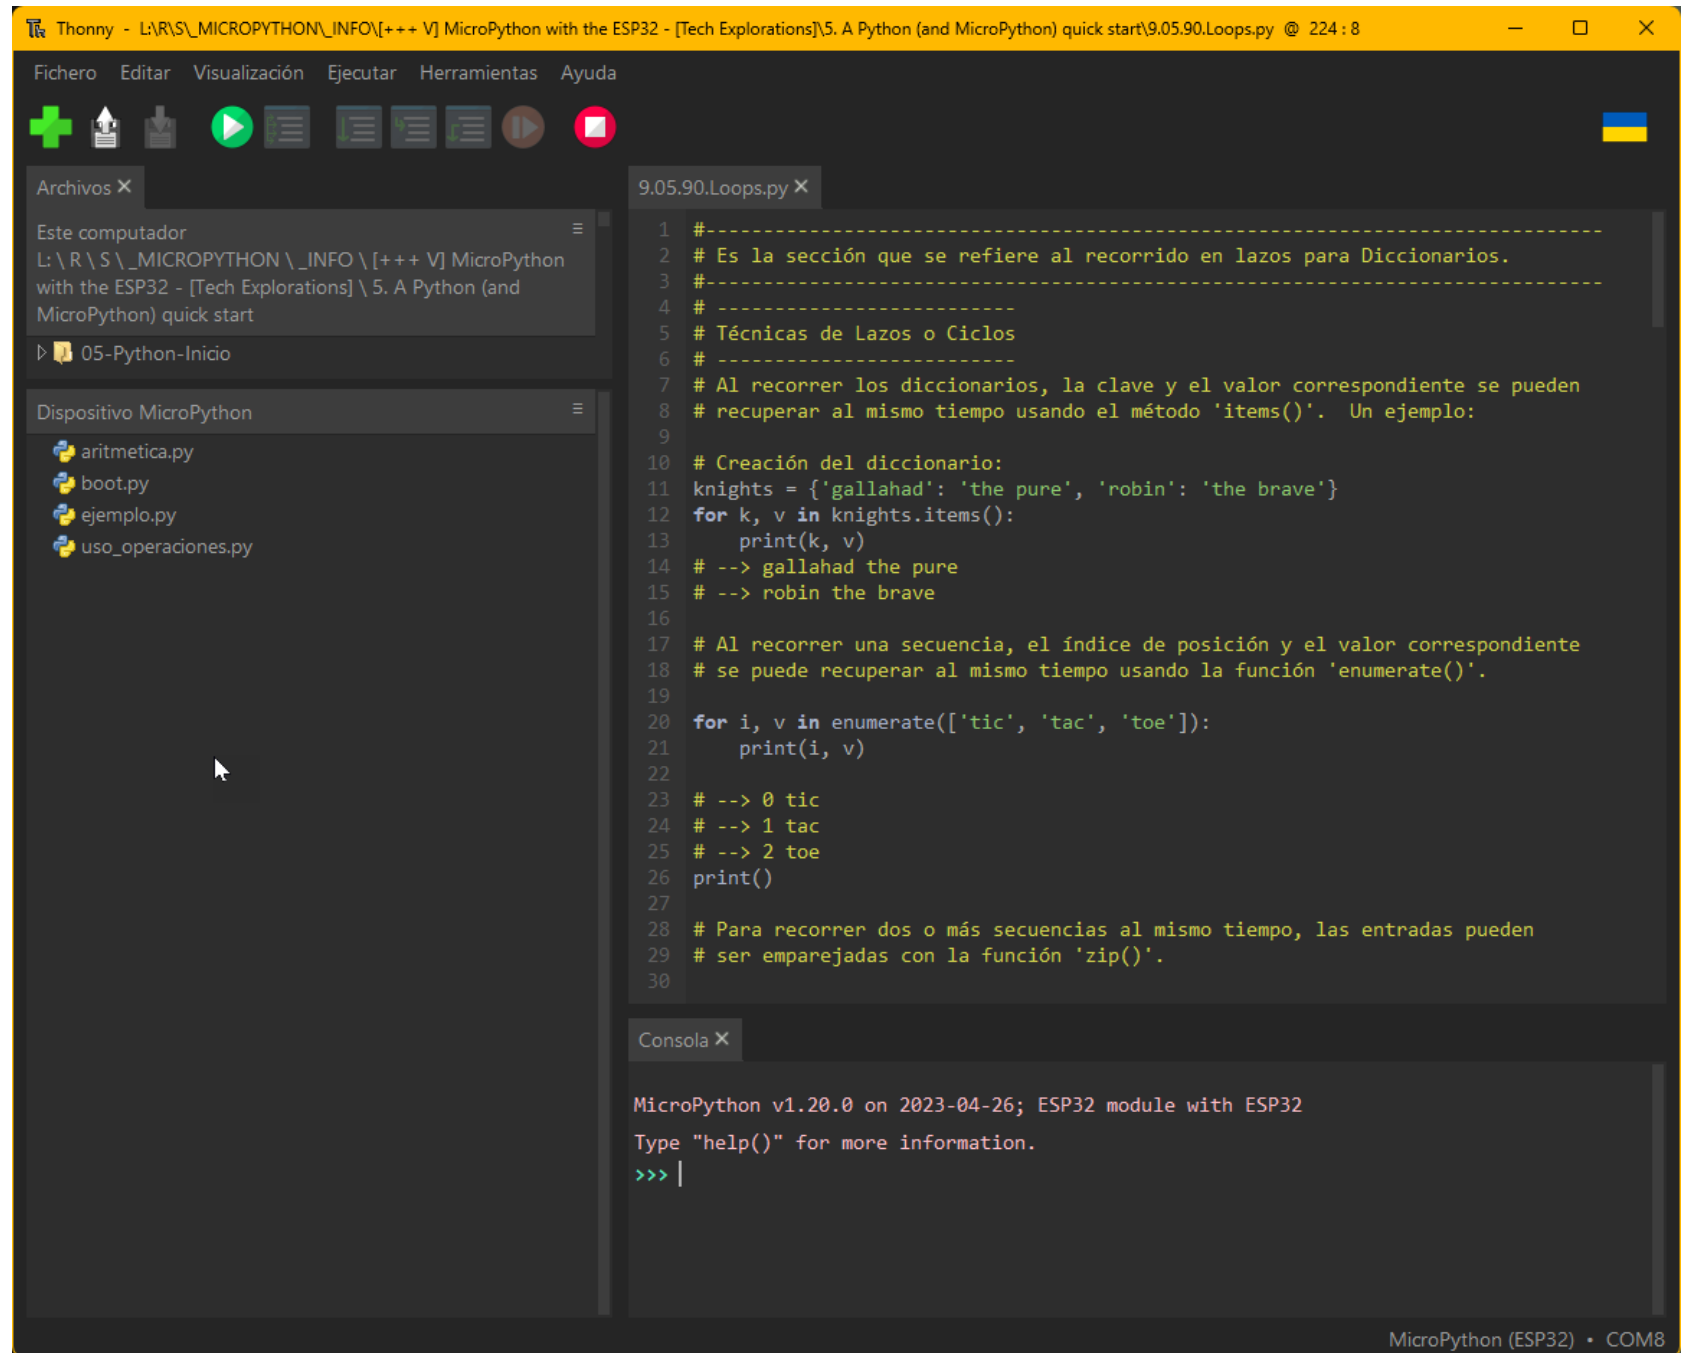 Thonny - L:\R\S\_MICROPYTHON\_INFO\[+++ V] MicroPython with the ESP32 - [Tech Explorations]\5. A Python (and MicroPython) quick start\9.05.90.Loops.py @ 224 : 8
Fichero Editar Visualización Ejecutar Herramientas Ayuda
Archivos
Este computador
L: \ R \ S \ _MICROPYTHON \ _INFO \ [+++ V] MicroPython
with the ESP32 - [Tech Explorations] \ 5. A Python (and
MicroPython) quick start
05-Python-Inicio
Dispositivo MicroPython
aritmetica.py
boot.py
ejemplo.py
uso_operaciones.py
9.05.90.Loops.py
1 #------------------------------------------------------------------------------
2 # Es la sección que se refiere al recorrido en lazos para Diccionarios.
3 #------------------------------------------------------------------------------
4 # --------------------------
5 # Técnicas de Lazos o Ciclos
6 # --------------------------
7 # Al recorrer los diccionarios, la clave y el valor correspondiente se pueden
8 # recuperar al mismo tiempo usando el método 'items()'.  Un ejemplo:
9
10 # Creación del diccionario:
11 knights = {'gallahad': 'the pure', 'robin': 'the brave'}
12 for k, v in knights.items():
13     print(k, v)
14 # --> gallahad the pure
15 # --> robin the brave
16
17 # Al recorrer una secuencia, el índice de posición y el valor correspondiente
18 # se puede recuperar al mismo tiempo usando la función 'enumerate()'.
19
20 for i, v in enumerate(['tic', 'tac', 'toe']):
21     print(i, v)
22
23 # --> 0 tic
24 # --> 1 tac
25 # --> 2 toe
26 print()
27
28 # Para recorrer dos o más secuencias al mismo tiempo, las entradas pueden
29 # ser emparejadas con la función 'zip()'.
30
Consola
MicroPython v1.20.0 on 2023-04-26; ESP32 module with ESP32
Type "help()" for more information.
>>>
MicroPython (ESP32) • COM8